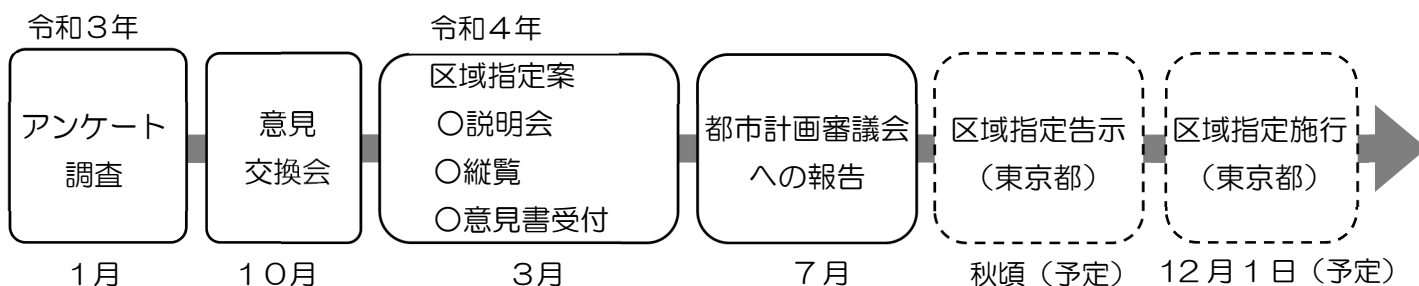 令和３年
令和４年
アンケート
調査
意見
交換会
区域指定案
○説明会
○縦覧
○意見書受付
都市計画審議会
への報告
区域指定告示
（東京都）
区域指定施行
（東京都）
１月
１０月
３月
７月
秋頃（予定）
12月１日（予定）